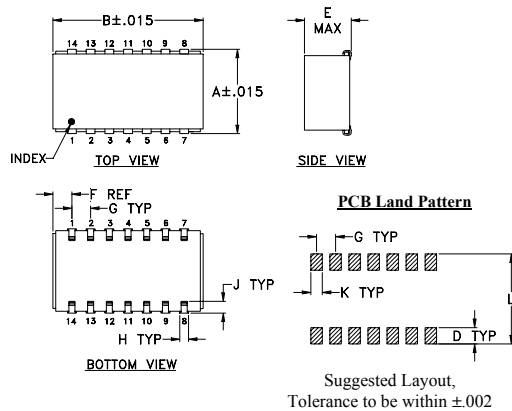 B±.015
E
MAX
14 13 12 11 10 9 8
A±.015
INDEX
1 2 3 4 5 6 7
TOP VIEW
SIDE VIEW
F REF
G TYP
1 2 3 4 5 6 7
J TYP
14 13 12 11 10 9 8
H TYP
BOTTOM VIEW
PCB Land Pattern
G TYP
K TYP
L
D TYP
Suggested Layout,
Tolerance to be within ±.002